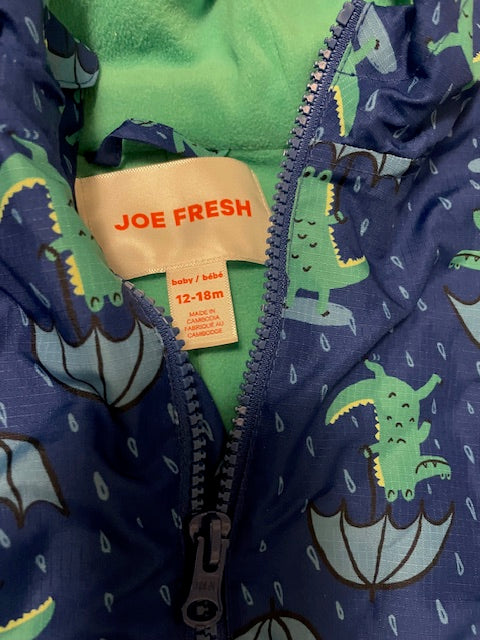 JOE FRESH
baby / bébé
12-18m
MADE IN
CAMBODIA
FABRIQUÉ AU
CAMBODGE